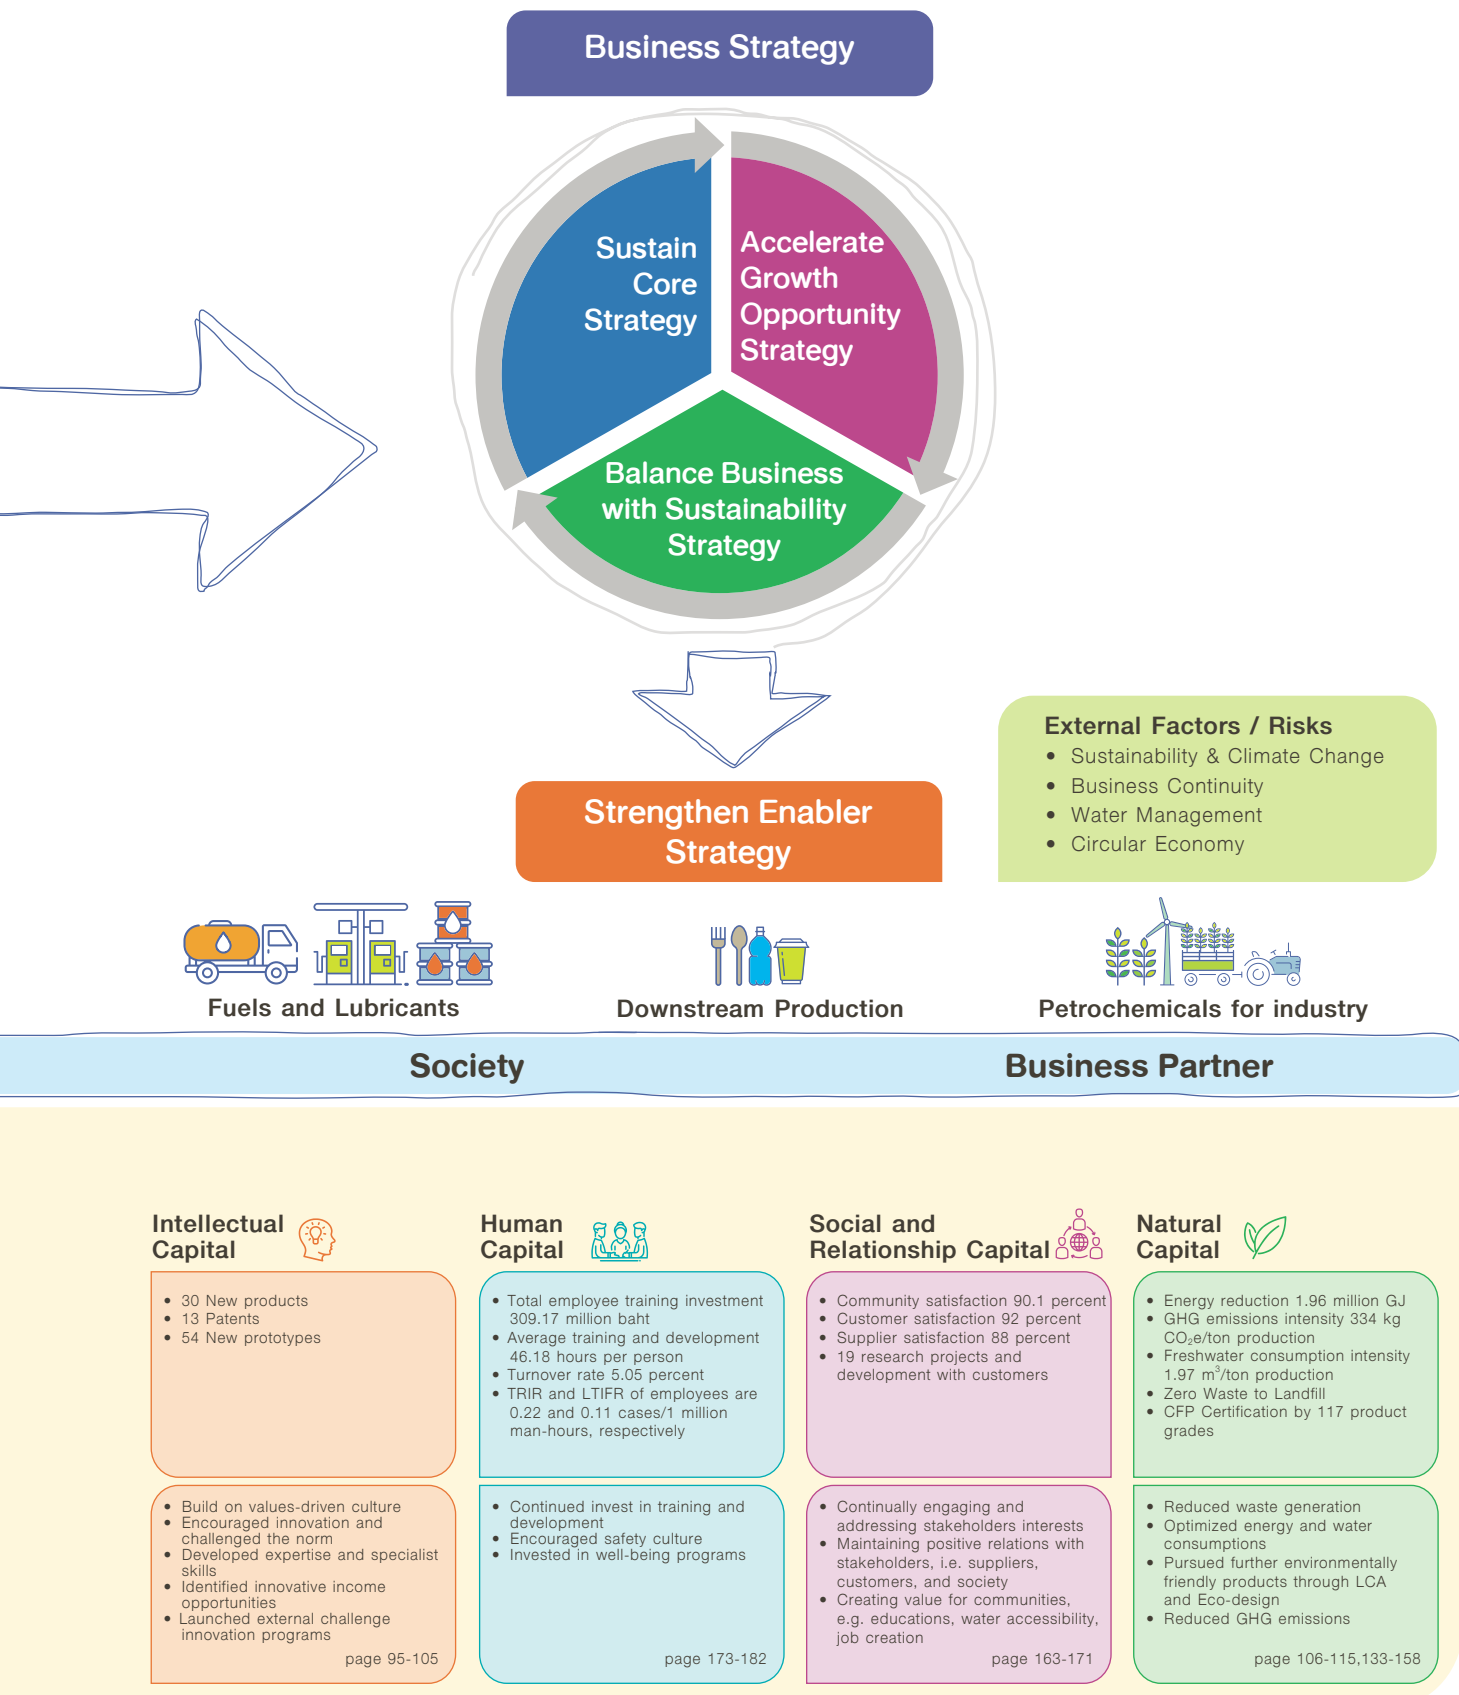 Business Strategy
Sustain
Core
Strategy
Accelerate
Growth
Opportunity
Strategy
Balance Business
with Sustainability
Strategy
Strengthen Enabler
Strategy
External Factors / Risks
• Sustainability & Climate Change
• Business Continuity
• Water Management
• Circular Economy
Fuels and Lubricants
Downstream Production
Petrochemicals for industry
Society
Business Partner
Intellectual
Capital
• 30 New products
• 13 Patents
• 54 New prototypes
• Build on values-driven culture
• Encouraged innovation and
challenged the norm
• Developed expertise and specialist
skills
• Identified innovative income
opportunities
• Launched external challenge
innovation programs
page 95-105
Human
Capital
• Total employee training investment
309.17 million baht
• Average training and development
46.18 hours per person
• Turnover rate 5.05 percent
• TRIR and LTIFR of employees are
0.22 and 0.11 cases/1 million
man-hours, respectively
• Continued invest in training and
development
• Encouraged safety culture
• Invested in well-being programs
page 173-182
Social and
Relationship Capital
• Community satisfaction 90.1 percent
• Customer satisfaction 92 percent
• Supplier satisfaction 88 percent
• 19 research projects and
development with customers
• Continually engaging and
addressing stakeholders interests
• Maintaining positive relations with
stakeholders, i.e. suppliers,
customers, and society
• Creating value for communities,
e.g. educations, water accessibility,
job creation
page 163-171
Natural
Capital
• Energy reduction 1.96 million GJ
• GHG emissions intensity 334 kg
CO₂e/ton production
• Freshwater consumption intensity
1.97 m³/ton production
• Zero Waste to Landfill
• CFP Certification by 117 product
grades
• Reduced waste generation
• Optimized energy and water
consumptions
• Pursued further environmentally
friendly products through LCA
and Eco-design
• Reduced GHG emissions
page 106-115,133-158